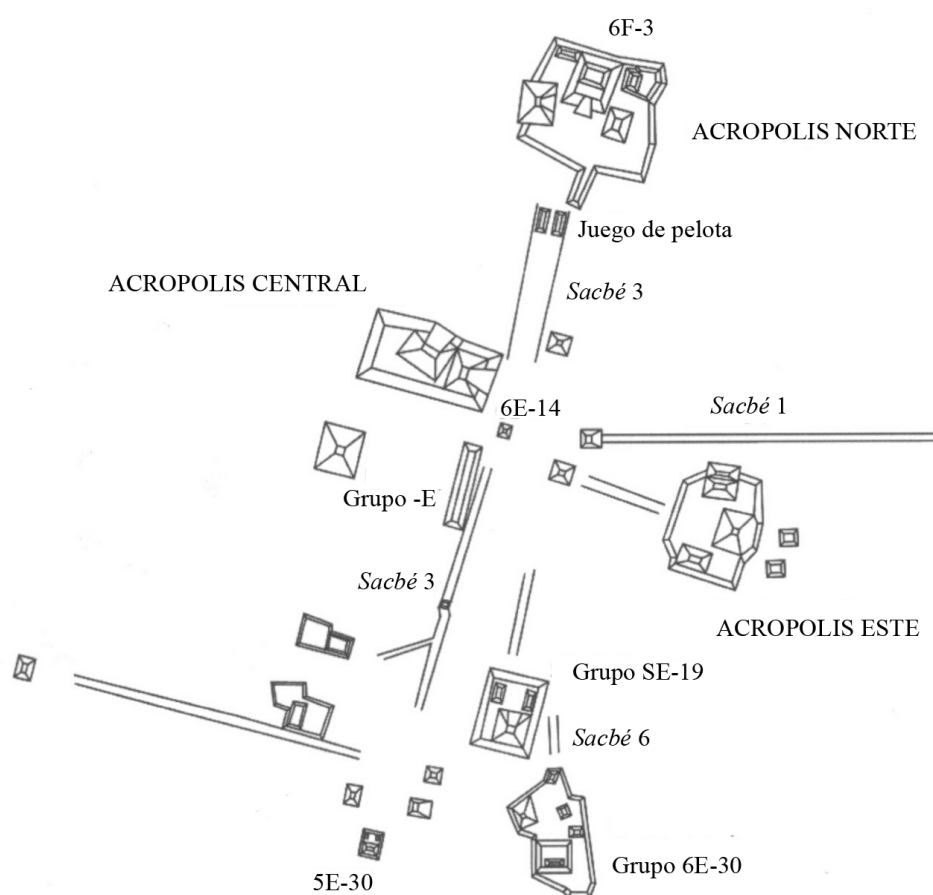 6F-3
ACROPOLIS NORTE
Juego de pelota
ACROPOLIS CENTRAL
Sacbé 3
6E-14
Sacbé 1
Grupo -E
Sacbé 3
ACROPOLIS ESTE
Grupo SE-19
Sacbé 6
Grupo 6E-30
5E-30